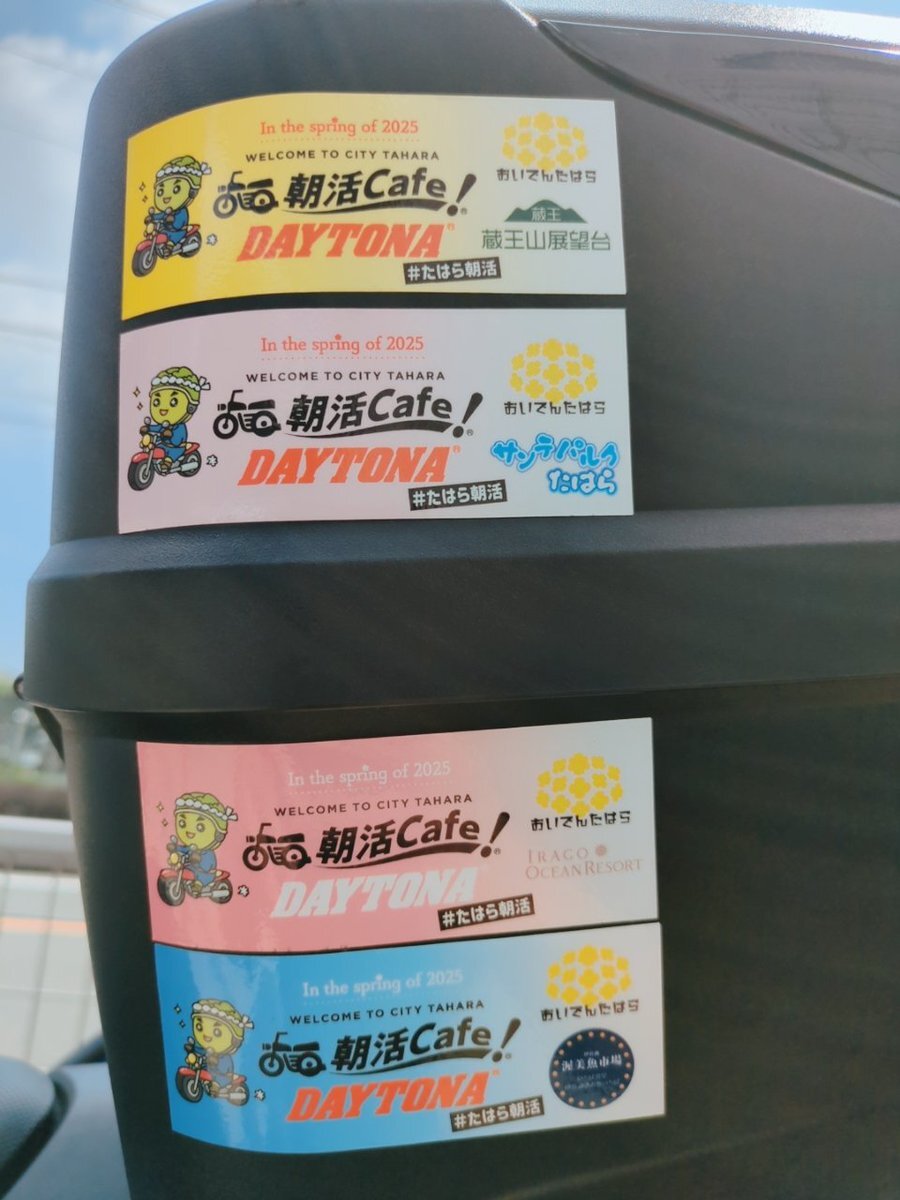 In the spring of 2025
WELCOME TO CITY TAHARA
朝活Cafe!®
DAYTONA®
#たはら朝活
おいでんたはら
蔵王
蔵王山展望台
In the spring of 2025
WELCOME TO CITY TAHARA
朝活Cafe!®
DAYTONA®
#たはら朝活
おいでんたはら
サンテパルク
たはら
In the spring of 2025
WELCOME TO CITY TAHARA
朝活Cafe!®
DAYTONA
#たはら朝活
おいでんたはら
IRAGO
OCEAN RESORT
In the spring of 2025
WELCOME TO CITY TAHARA
朝活Cafe!®
DAYTONA®
#たはら朝活
おいでんたはら
渥美魚市場